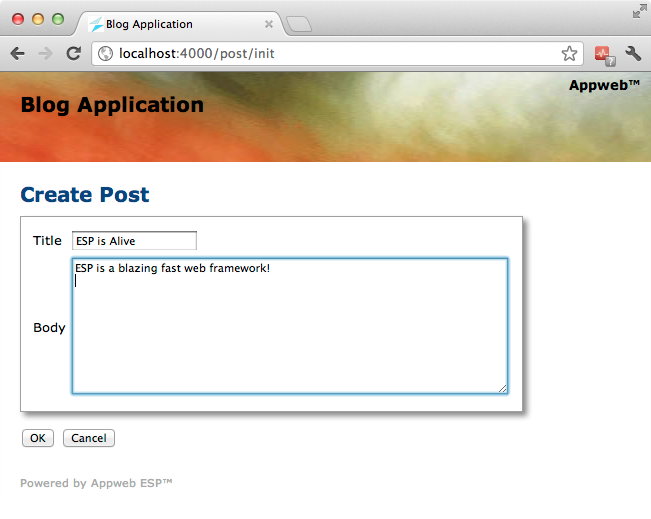 Blog Application
localhost:4000/post/init
Appweb™
Blog Application
Create Post
Title ESP is Alive
ESP is a blazing fast web framework!
Body
OK Cancel
Powered by Appweb ESP™